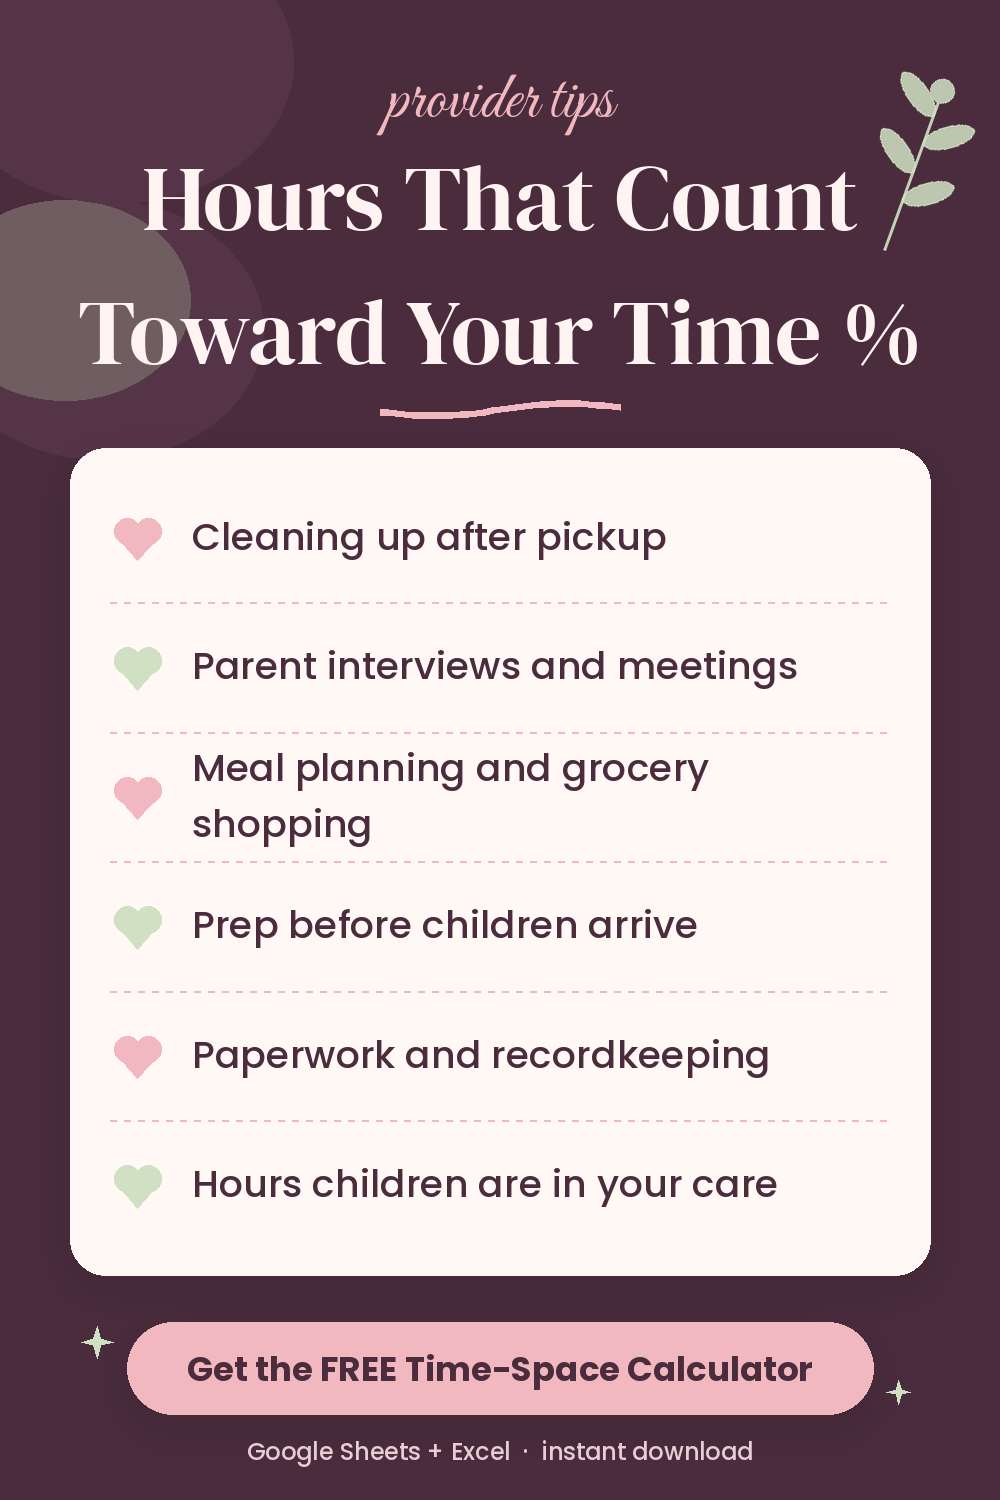 provider tips
Hours That Count
Toward Your Time %
Cleaning up after pickup
Parent interviews and meetings
Meal planning and grocery
shopping
Prep before children arrive
Paperwork and recordkeeping
Hours children are in your care
Get the FREE Time-Space Calculator
Google Sheets + Excel · instant download